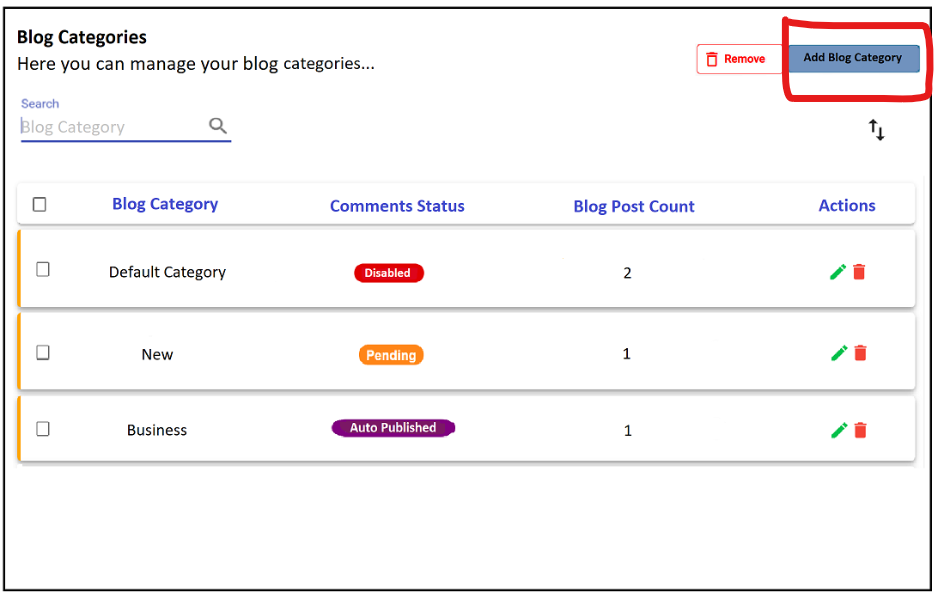 Blog Categories
Here you can manage your blog categories...
Remove
Add Blog Category
Search
Blog Category
Blog Category Comments Status Blog Post Count Actions
Default Category Disabled 2
New Pending 1
Business Auto Published 1